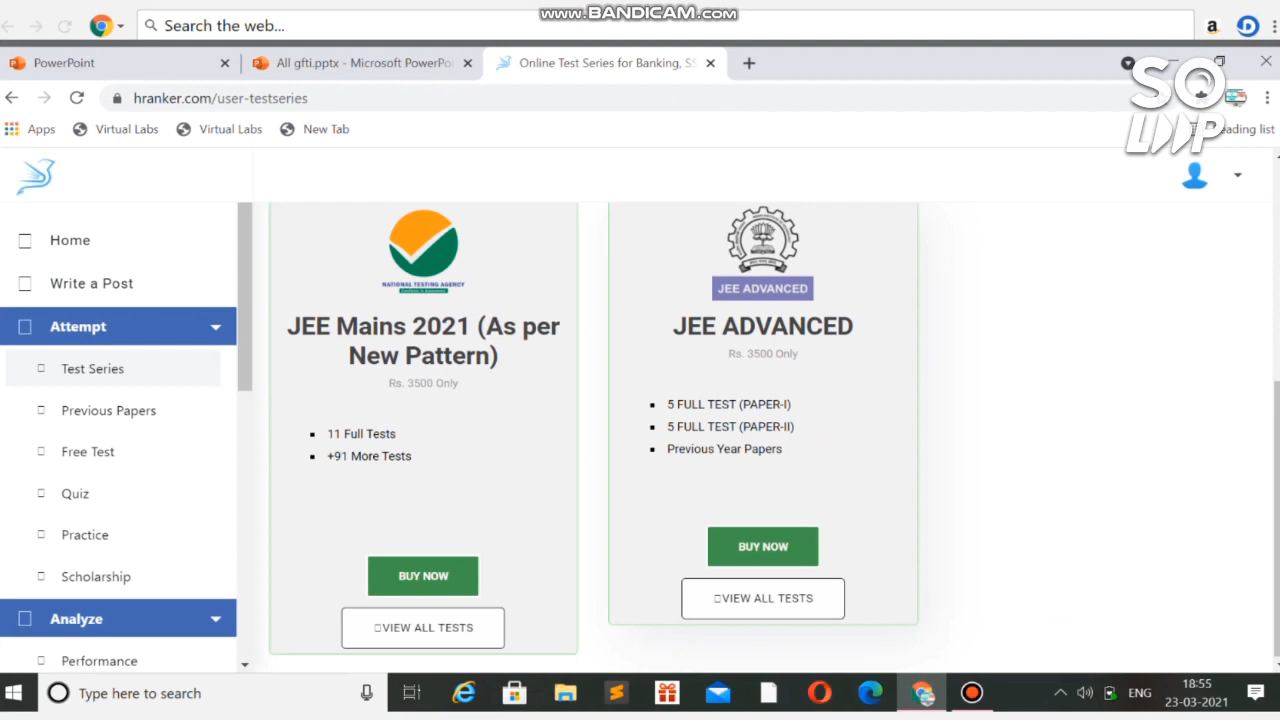 www.BANDICAM.com
Search the web...
PowerPoint
All gfti.pptx - Microsoft PowerPo
Online Test Series for Banking, SS
SOLOOP
hranker.com/user-testseries
Apps
Virtual Labs
Virtual Labs
New Tab
eading list
Home
Write a Post
Attempt
Test Series
Previous Papers
Free Test
Quiz
Practice
Scholarship
Analyze
Performance
NATIONAL TESTING AGENCY
JEE Mains 2021 (As per
New Pattern)
Rs. 3500 Only
11 Full Tests
+91 More Tests
BUY NOW
VIEW ALL TESTS
JEE ADVANCED
JEE ADVANCED
Rs. 3500 Only
5 FULL TEST (PAPER-I)
5 FULL TEST (PAPER-II)
Previous Year Papers
BUY NOW
VIEW ALL TESTS
Type here to search
ENG
18:55
23-03-2021